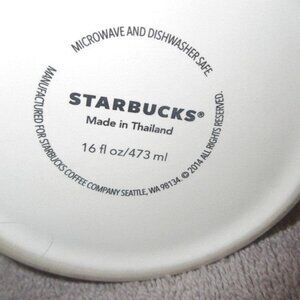 MICROWAVE AND DISHWASHER SAFE
STARBUCKS®
Made in Thailand
16 fl oz/473 ml
MANUFACTURED FOR STARBUCKS COFFEE COMPANY SEATTLE, WA 98134. © 2014 ALL RIGHTS RESERVED.